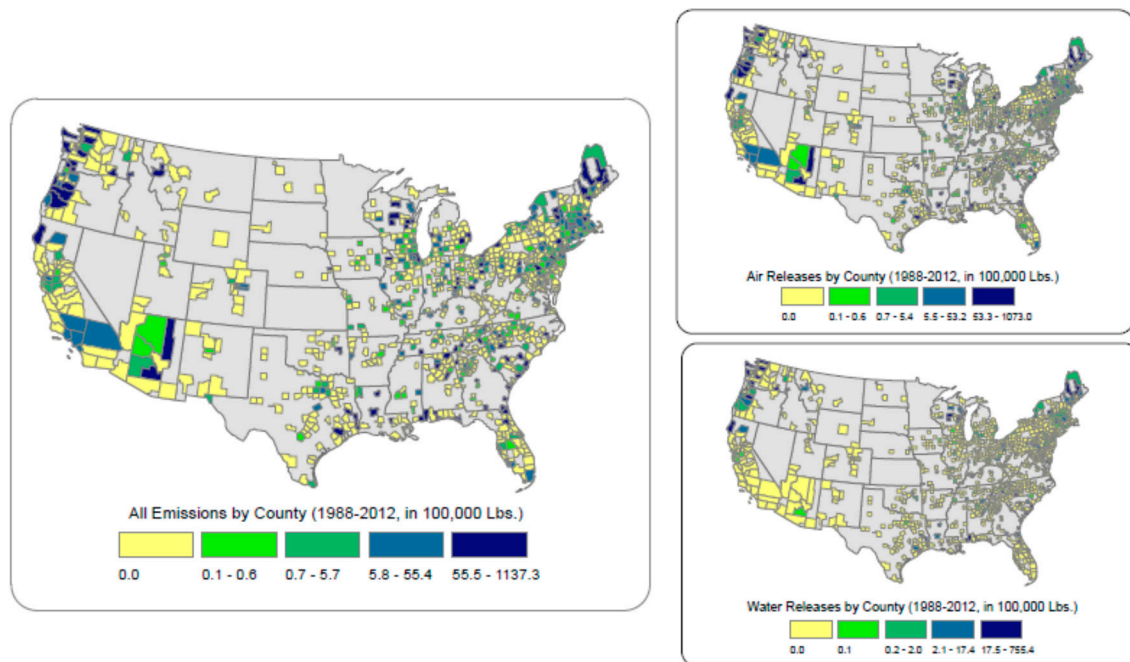 All Emissions by County (1988-2012, in 100,000 Lbs.)
0.0 0.1 - 0.6 0.7 - 5.7 5.8 - 55.4 55.5 - 1137.3
Air Releases by County (1988-2012, in 100,000 Lbs.)
0.0 0.1 - 0.6 0.7 - 5.4 5.5 - 53.2 53.3 - 1073.0
Water Releases by County (1988-2012, in 100,000 Lbs.)
0.0 0.1 0.2 - 2.0 2.1 - 17.4 17.5 - 755.4